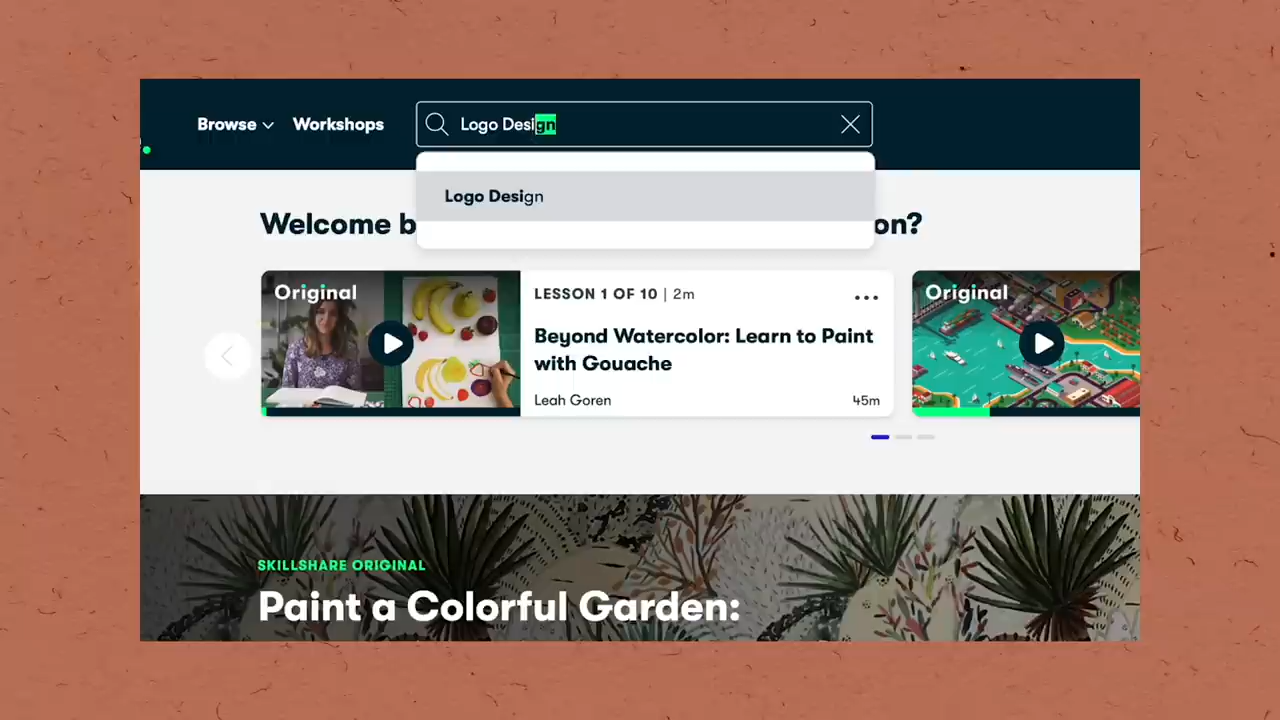 Browse Workshops Logo Design
Logo Design
Welcome b on?
Original
LESSON 1 OF 10 | 2m
Beyond Watercolor: Learn to Paint
with Gouache
Leah Goren 45m
Original
SKILLSHARE ORIGINAL
Paint a Colorful Garden: